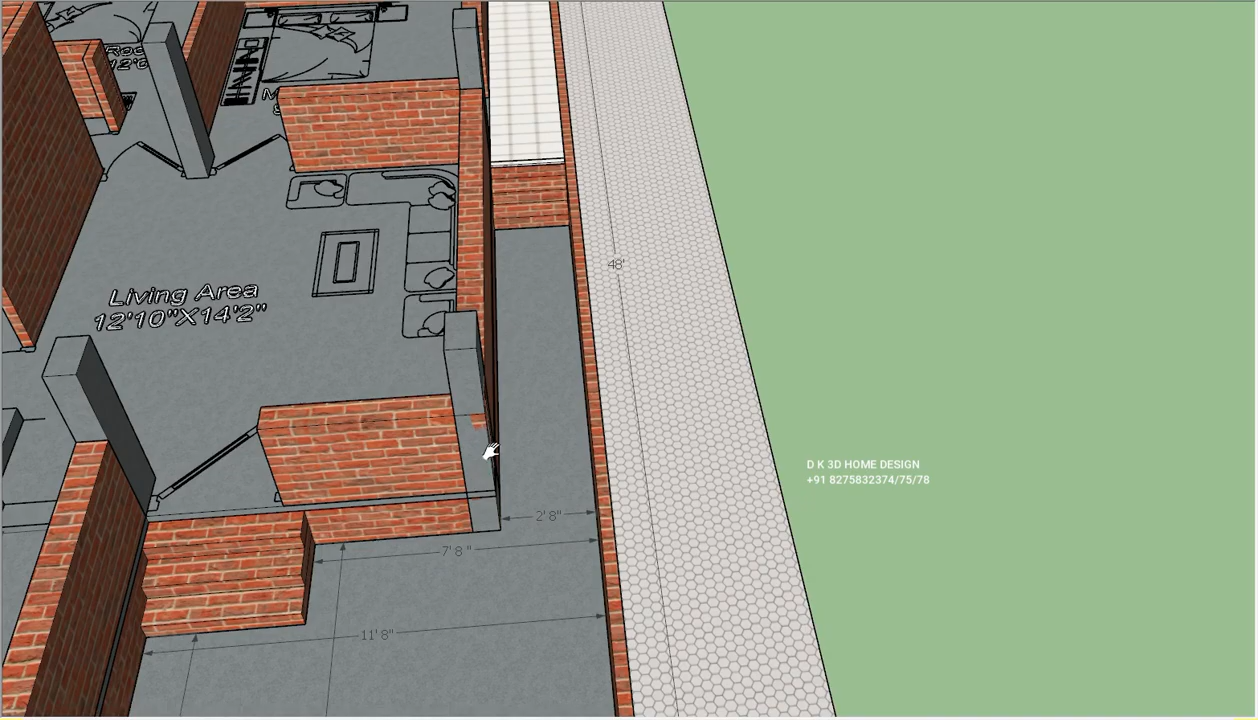 48'
Living Area
12'10"X14'2"
D K 3D HOME DESIGN
+91 8275832374/75/78
2'8"
7'8"
11'8"